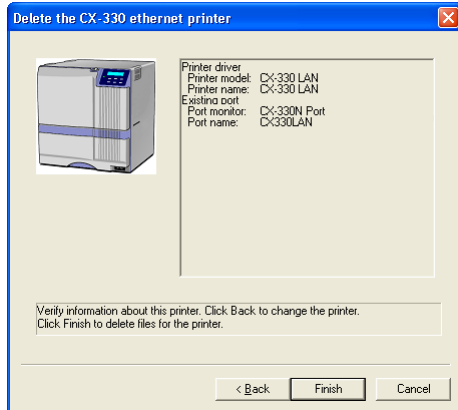 Delete the CX-330 ethernet printer
Printer driver
Printer model: CX-330 LAN
Printer name: CX-330 LAN
Existing port
Port monitor: CX-330N Port
Port name: CX330LAN
Verify information about this printer. Click Back to change the printer.
Click Finish to delete files for the printer.
< Back Finish Cancel